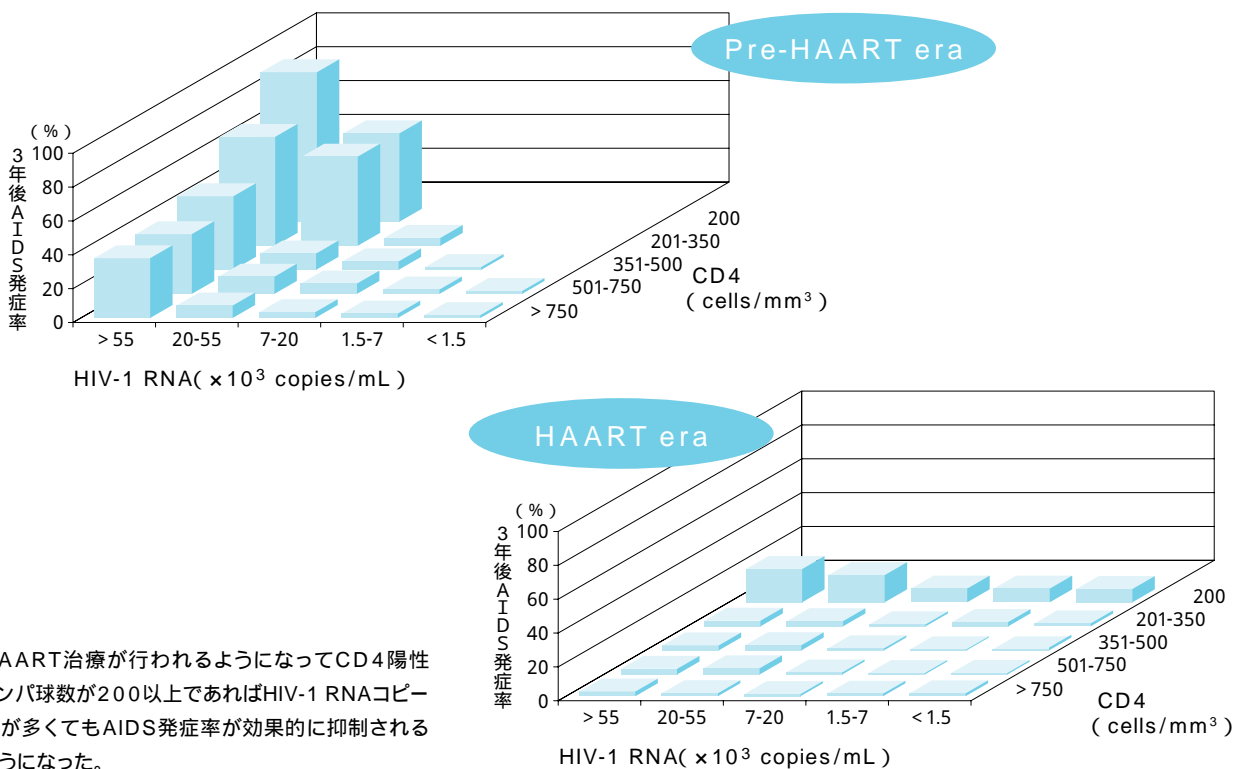 Pre-HAART era
(%)
3年後AIDS発症率
100
80
60
40
20
0
200
201-350
351-500
501-750
> 750
CD4
( cells/mm³ )
> 55 20-55 7-20 1.5-7 < 1.5
HIV-1 RNA( ×10³ copies/mL )
HAART era
(%)
3年後AIDS発症率
100
80
60
40
20
0
200
201-350
351-500
501-750
> 750
CD4
( cells/mm³ )
> 55 20-55 7-20 1.5-7 < 1.5
HIV-1 RNA( ×10³ copies/mL )
AART治療が行われるようになってCD4陽性
ンパ球数が200以上であればHIV-1 RNAコピー
が多くてもAIDS発症率が効果的に抑制される
うになった。